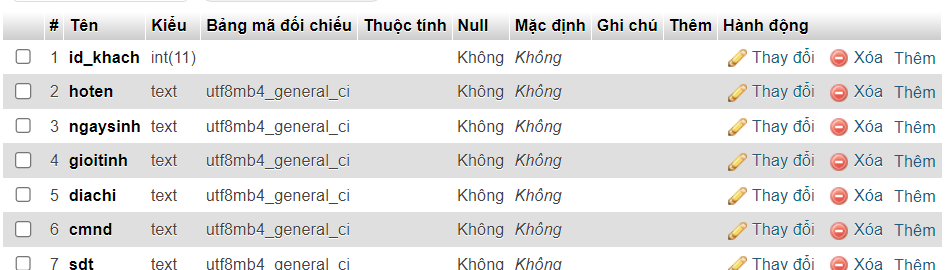 # Tên Kiểu Bảng mã đối chiếu Thuộc tính Null Mặc định Ghi chú Thêm Hành động
1 id_khach int(11) Không Không Thay đổi Xóa Thêm
2 hoten text utf8mb4_general_ci Không Không Thay đổi Xóa Thêm
3 ngaysinh text utf8mb4_general_ci Không Không Thay đổi Xóa Thêm
4 gioitinh text utf8mb4_general_ci Không Không Thay đổi Xóa Thêm
5 diachi text utf8mb4_general_ci Không Không Thay đổi Xóa Thêm
6 cmnd text utf8mb4_general_ci Không Không Thay đổi Xóa Thêm
7 sdt text utf8mb4_general_ci Không Không Thay đổi Xóa Thêm